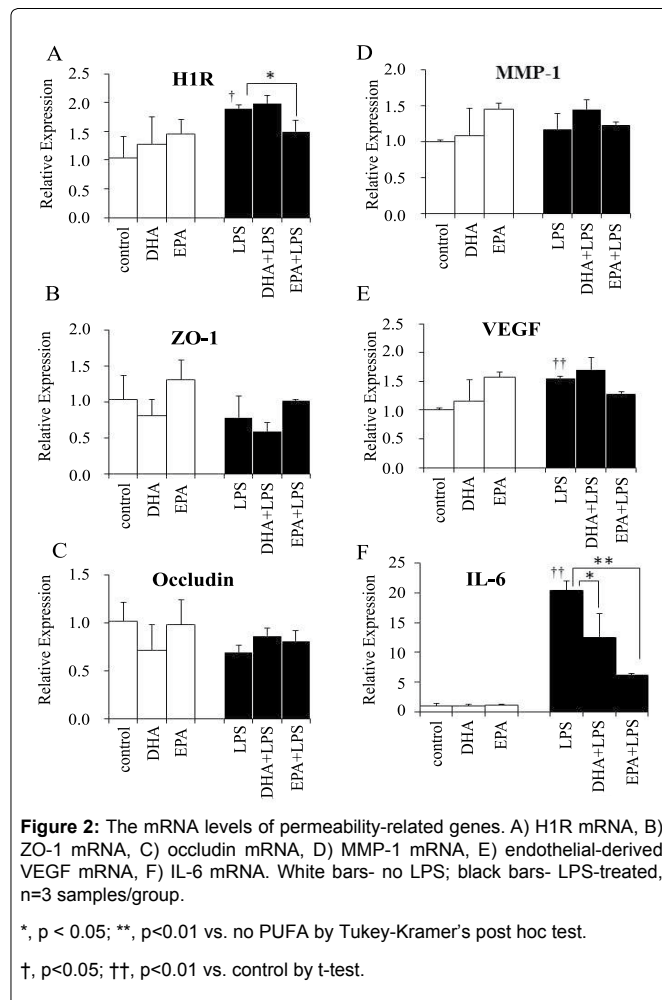 A
H1R
†
*
Relative Expression
2.5
2.0
1.5
1.0
0.5
0.0
control
DHA
EPA
LPS
DHA+LPS
EPA+LPS
B
ZO-1
Relative Expression
2.0
1.5
1.0
0.5
0.0
control
DHA
EPA
LPS
DHA+LPS
EPA+LPS
C
Occludin
Relative Expression
1.5
1.0
0.5
0.0
control
DHA
EPA
LPS
DHA+LPS
EPA+LPS
D
MMP-1
Relative Expression
2.0
1.5
1.0
0.5
0.0
control
DHA
EPA
LPS
DHA+LPS
EPA+LPS
E
VEGF
††
Relative Expression
2.5
2.0
1.5
1.0
0.5
0.0
control
DHA
EPA
LPS
DHA+LPS
EPA+LPS
F
IL-6
††
**
*
Relative Expression
25
20
15
10
5
0
control
DHA
EPA
LPS
DHA+LPS
EPA+LPS
Figure 2: The mRNA levels of permeability-related genes. A) H1R mRNA, B)
ZO-1 mRNA, C) occludin mRNA, D) MMP-1 mRNA, E) endothelial-derived
VEGF mRNA, F) IL-6 mRNA. White bars- no LPS; black bars- LPS-treated,
n=3 samples/group.
*, p < 0.05; **, p<0.01 vs. no PUFA by Tukey-Kramer's post hoc test.
†, p<0.05; ††, p<0.01 vs. control by t-test.